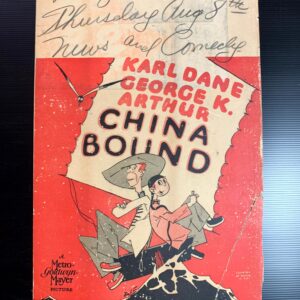 Thursday Aug 8th
News and Comedy
KARL DANE
GEORGE K.
ARTHUR
CHINA
BOUND
A
Metro-
Goldwyn-
Mayer
PICTURE